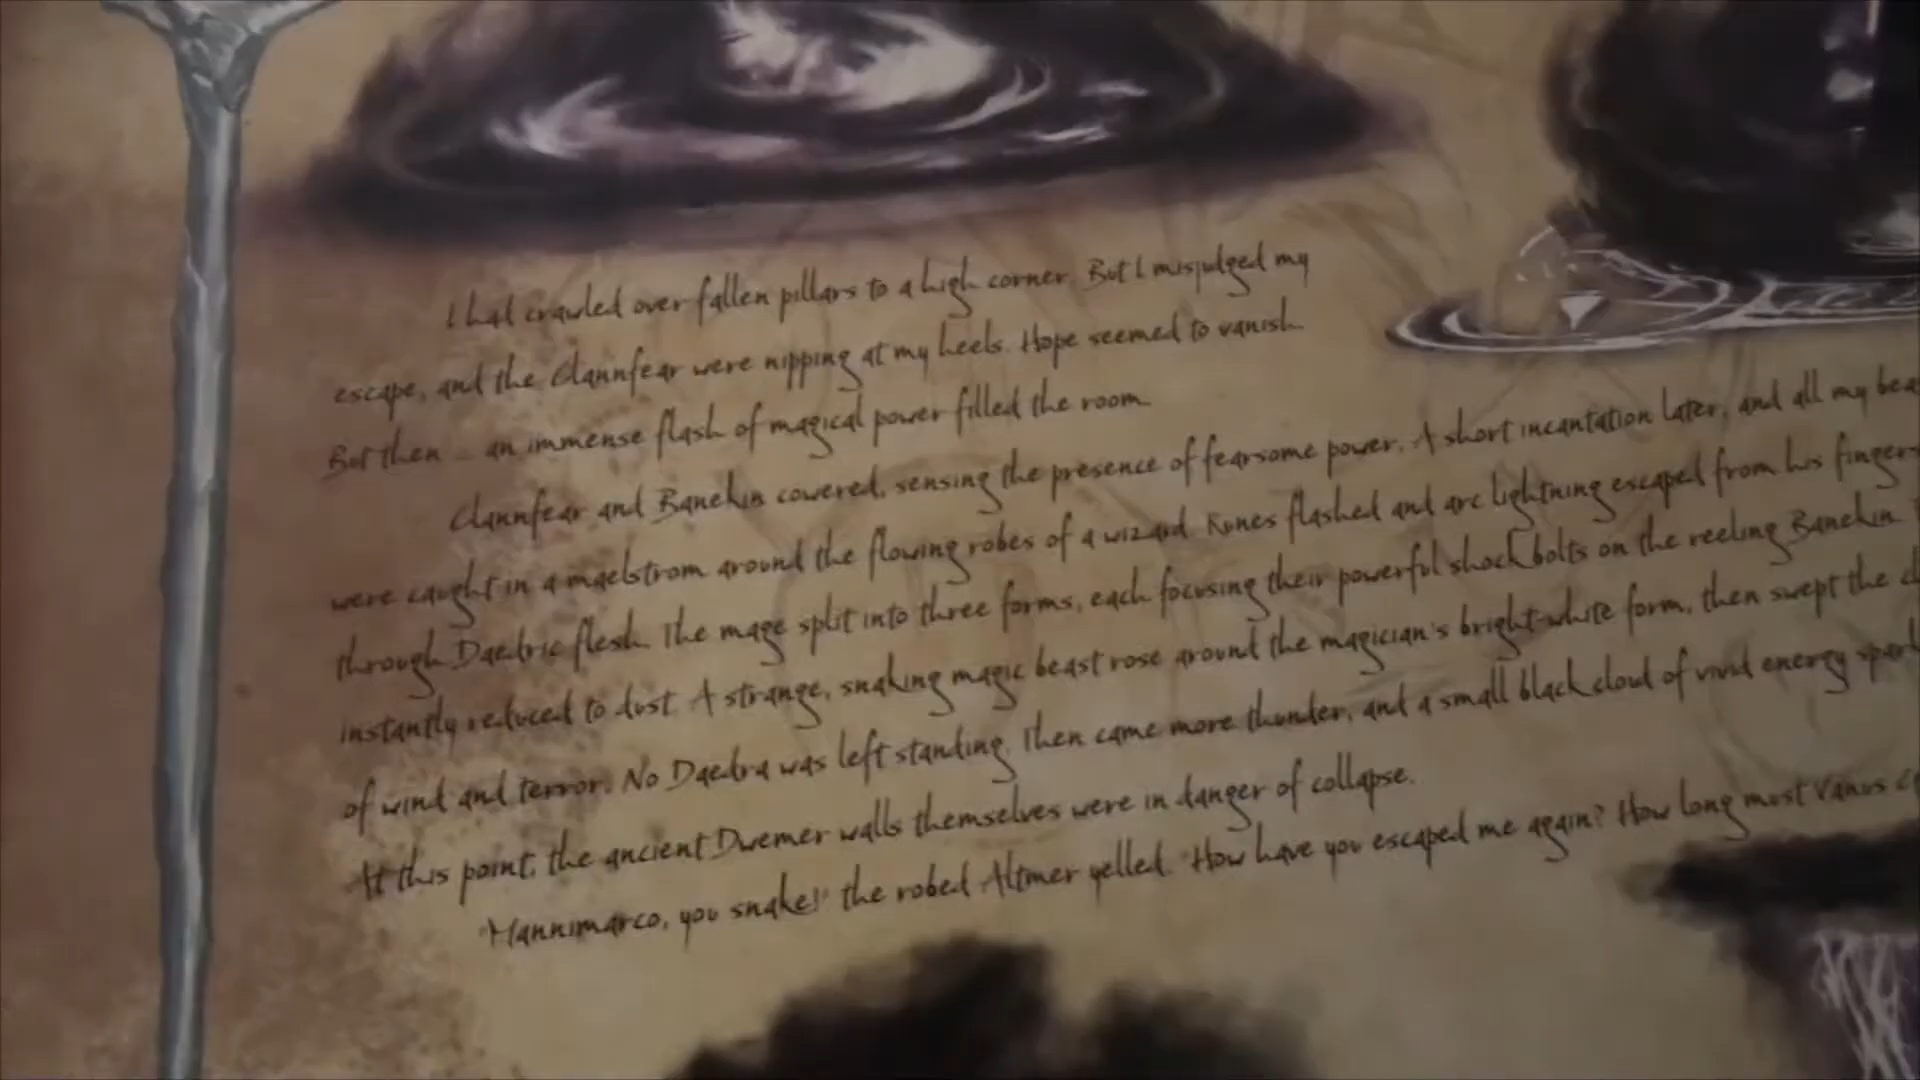 I had crawled over fallen pillars to a high corner. But I misjudged my
escape, and the Clannfear were nipping at my heels. Hope seemed to vanish.
But then... an immense flash of magical power filled the room.
Clannfear and Banekin cowered, sensing the presence of fearsome power. A short incantation later, and all my
were caught in a maelstrom around the flowing robes of a wizard. Runes flashed and arc lightning escaped from his fingers
through Daedric flesh. The mage split into three forms, each focusing their powerful shock bolts on the reeling Banekin.
instantly reduced to dust. A strange, snaking magic beast rose around the magician's bright-white form, then swept the
of wind and terror. No Daedra was left standing. Then came more thunder, and a small black cloud of vivid energy
At this point, the ancient Dwemer walls themselves were in danger of collapse.
"Mannimarco, you snake!" the robed Altmer yelled. "How have you escaped me again? How long must Vanus